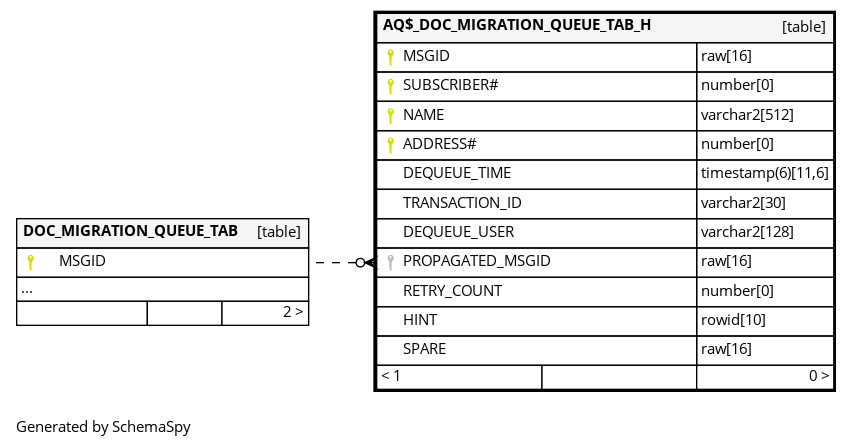 AQ$_DOC_MIGRATION_QUEUE_TAB_H [table]
MSGID raw[16]
SUBSCRIBER# number[0]
NAME varchar2[512]
ADDRESS# number[0]
DEQUEUE_TIME timestamp(6)[11,6]
TRANSACTION_ID varchar2[30]
DEQUEUE_USER varchar2[128]
PROPAGATED_MSGID raw[16]
RETRY_COUNT number[0]
HINT rowid[10]
SPARE raw[16]
< 1 0 >
DOC_MIGRATION_QUEUE_TAB [table]
MSGID
...
2 >
Generated by SchemaSpy